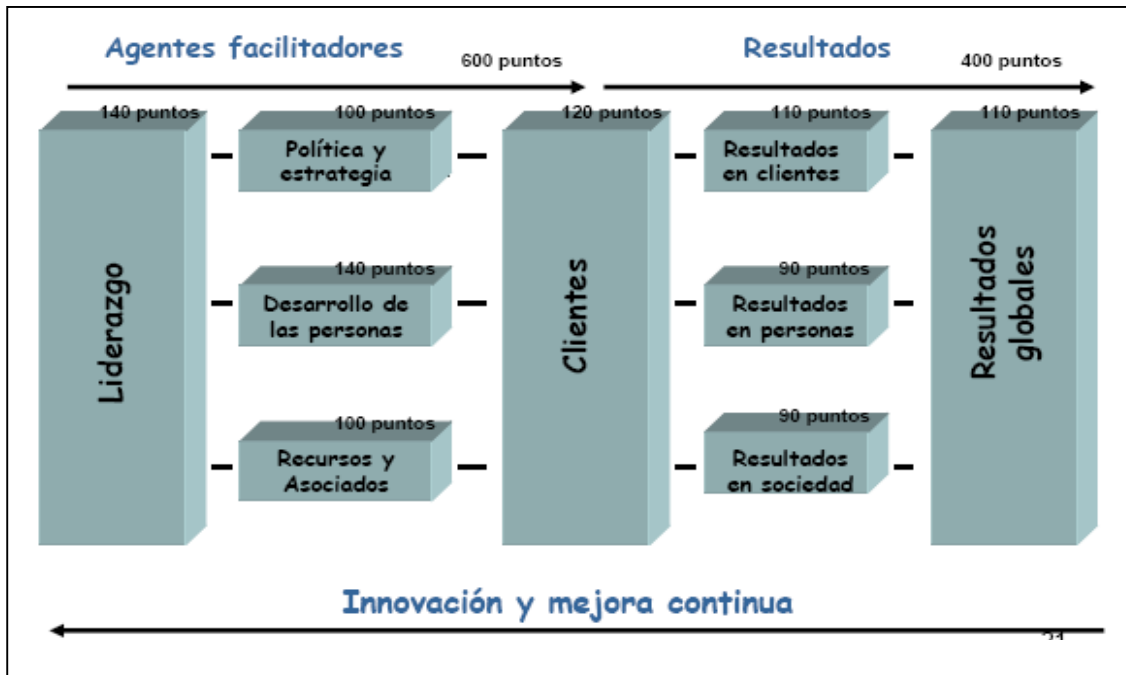 Agentes facilitadores
Resultados
600 puntos
400 puntos
140 puntos
100 puntos
120 puntos
110 puntos
110 puntos
Política y
estrategia
Resultados
en clientes
Liderazgo
140 puntos
Desarrollo de
las personas
Clientes
90 puntos
Resultados
en personas
Resultados
globales
100 puntos
Recursos y
Asociados
90 puntos
Resultados
en sociedad
Innovación y mejora continua